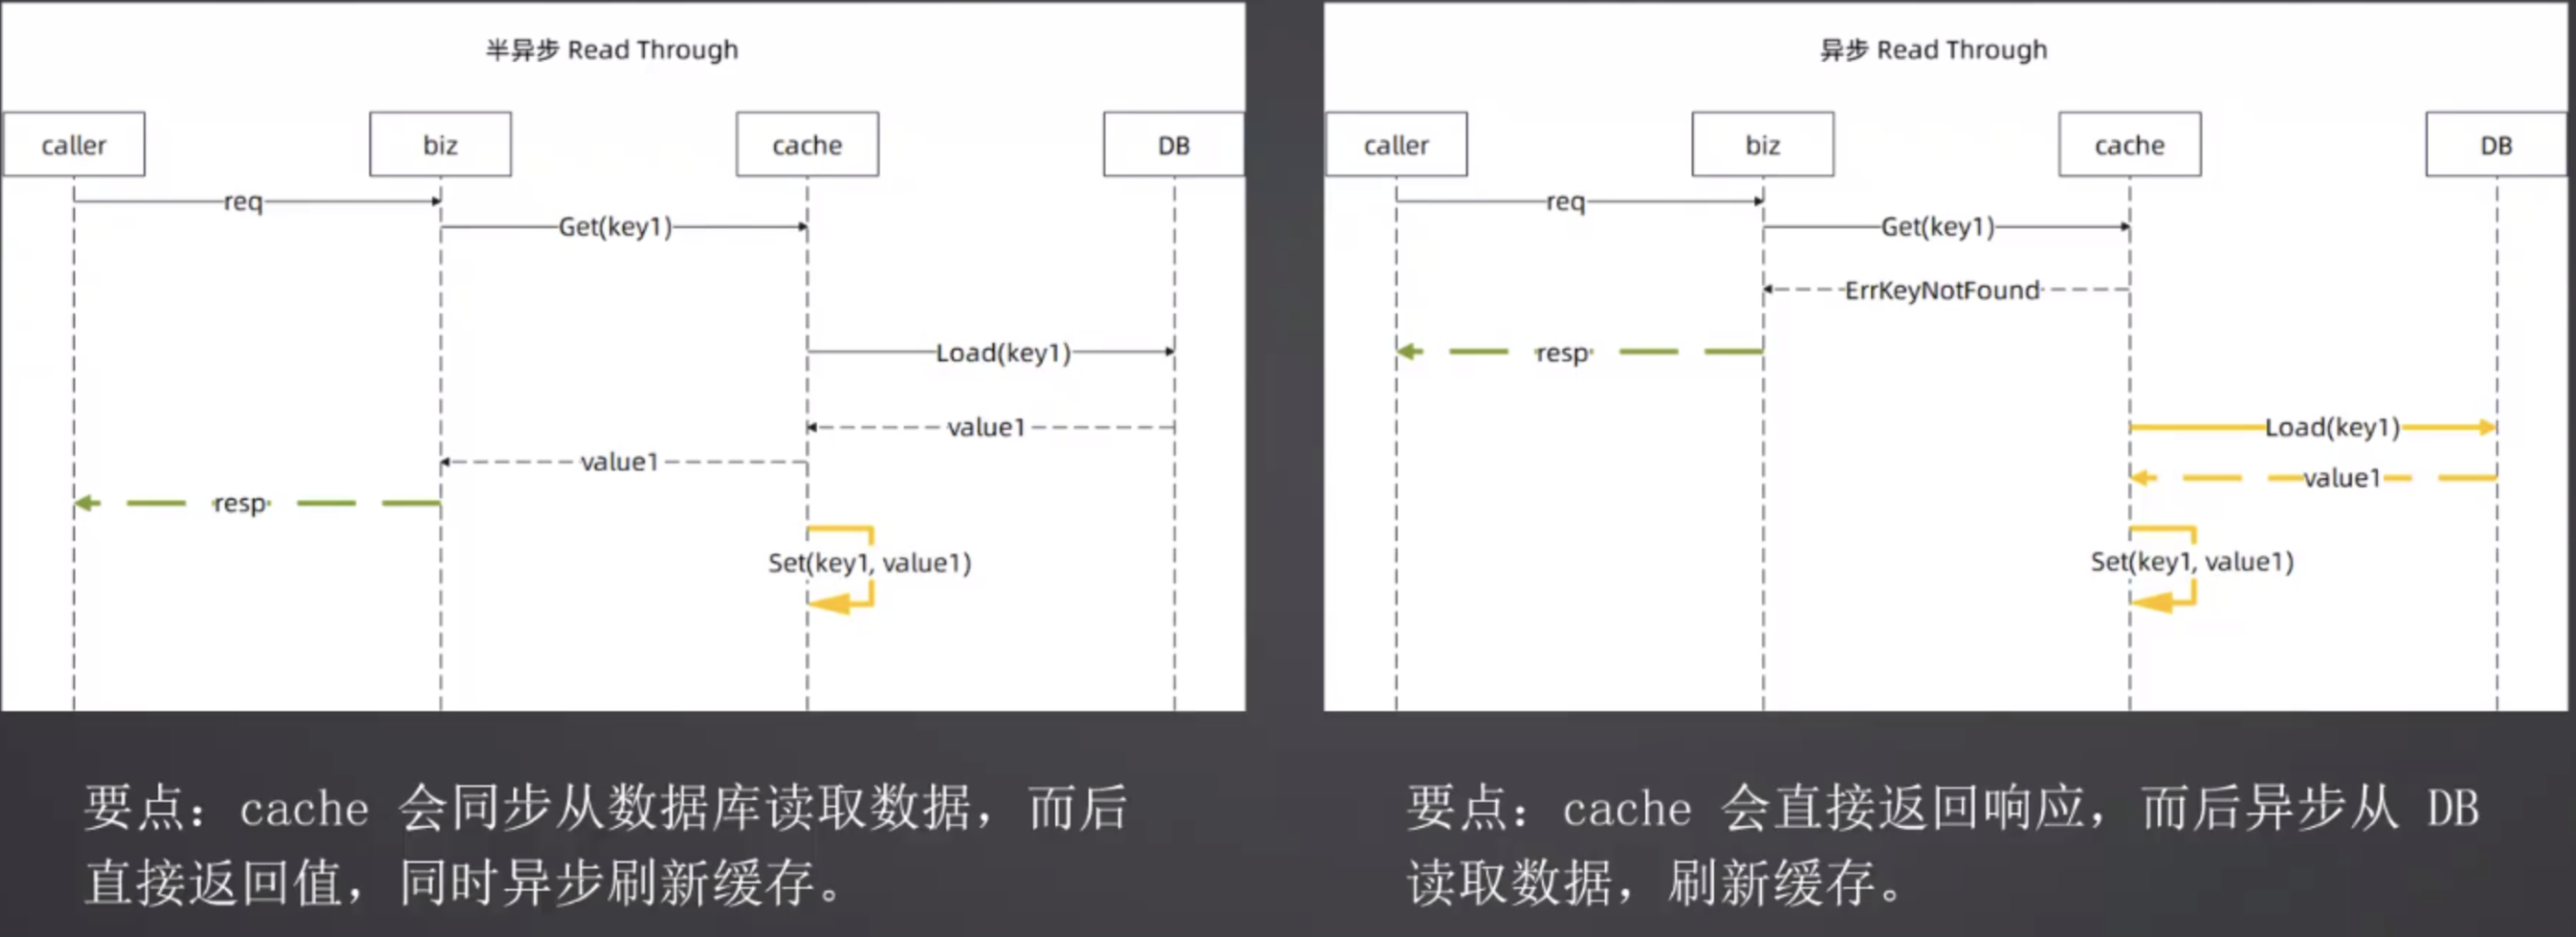 半异步 Read Through
caller
biz
cache
DB
req
Get(key1)
Load(key1)
value1
value1
resp
Set(key1, value1)
要点：cache 会同步从数据库读取数据，而后
直接返回值，同时异步刷新缓存。
异步 Read Through
caller
biz
cache
DB
req
Get(key1)
ErrKeyNotFound
resp
Load(key1)
value1
Set(key1, value1)
要点：cache 会直接返回响应，而后异步从 DB
读取数据，刷新缓存。